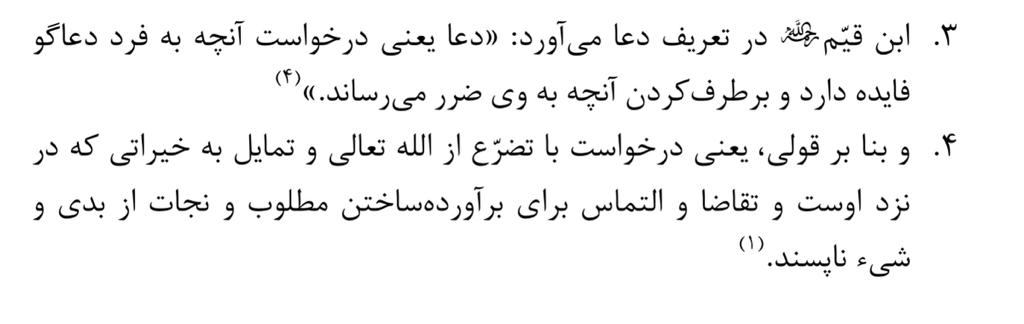 ۳. ابن قیّم رحمه الله در تعریف دعا می‌آورد: «دعا یعنی درخواست آنچه به فرد دعاگو
فایده دارد و برطرف‌کردن آنچه به وی ضرر می‌رساند.»(۴)
۴. و بنا بر قولی، یعنی درخواست با تضرّع از الله تعالی و تمایل به خیراتی که در
نزد اوست و تقاضا و التماس برای برآورده‌ساختن مطلوب و نجات از بدی و
شیء ناپسند.(۱)